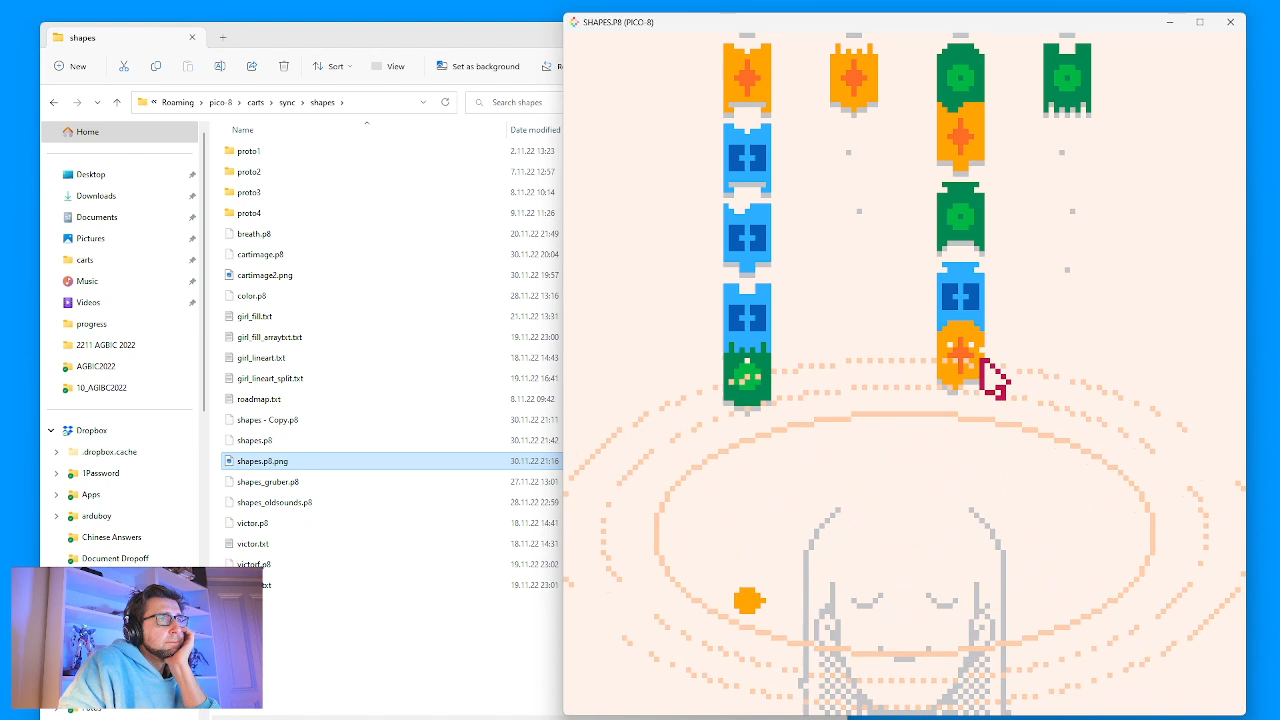 shapes
SHAPES.P8 (PICO-8)
New
Sort
View
Set as background
Roaming
pico-8
carts
sync
shapes
Search shapes
Home
Name
Date modified
Desktop
Downloads
Documents
Pictures
carts
Music
Videos
progress
2211 AGBIC 2022
AGBIC2022
10_AGIBC2022
Dropbox
.dropbox.cache
1Password
Apps
arduboy
Chinese Answers
Document Dropoff
proto1 2.11.22 13:23
proto2 7.11.22 12:57
proto3 8.11.22 10:14
proto4 9.11.22 11:26
breath.p8 20.11.22 21:49
cartimage.p8 30.11.22 20:04
cartimage2.png 30.11.22 19:57
color.p8 28.11.22 13:16
girl_fill.txt 21.11.22 13:31
girl_fill_arraytxt.txt 19.11.22 23:00
girl_lineart.txt 18.11.22 14:43
girl_lineart_split.txt 19.11.22 16:41
8.11.22 09:42
shapes - Copy.p8 30.11.22 21:11
shapes.p8 30.11.22 21:42
shapes.p8.png 30.11.22 21:16
shapes_gruber.p8 27.11.22 13:01
shapes_oldsounds.p8 28.11.22 22:59
victor.p8 18.11.22 14:41
victor.txt 18.11.22 14:31
18.11.22 23:02
19.11.22 23:01